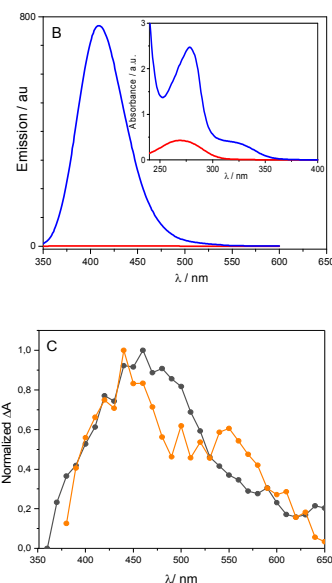 B
Emission / au
800
0
350 400 450 500 550 600 650
λ / nm
Absorbance / a.u.
3
2
1
0
250 300 350 400
λ / nm
C
Normalized ΔA
1,0
0,8
0,6
0,4
0,2
0,0
350 400 450 500 550 600 650
λ/ nm